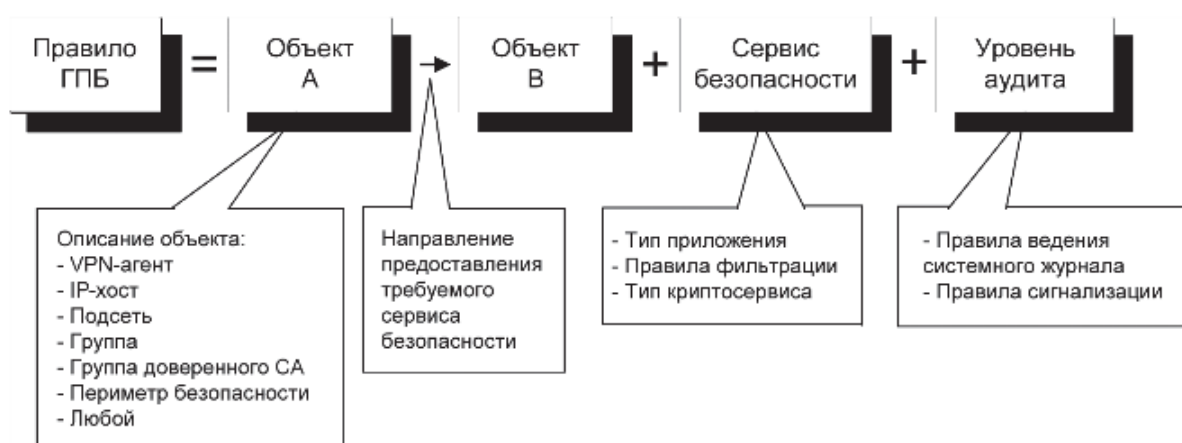 Правило
ГПБ
=
Объект
А
→
Объект
В
+
Сервис
безопасности
+
Уровень
аудита
Описание объекта:
- VPN-агент
- IP-хост
- Подсеть
- Группа
- Группа доверенного СА
- Периметр безопасности
- Любой
Направление
предоставления
требуемого
сервиса
безопасности
- Тип приложения
- Правила фильтрации
- Тип криптосервиса
- Правила ведения
системного журнала
- Правила сигнализации